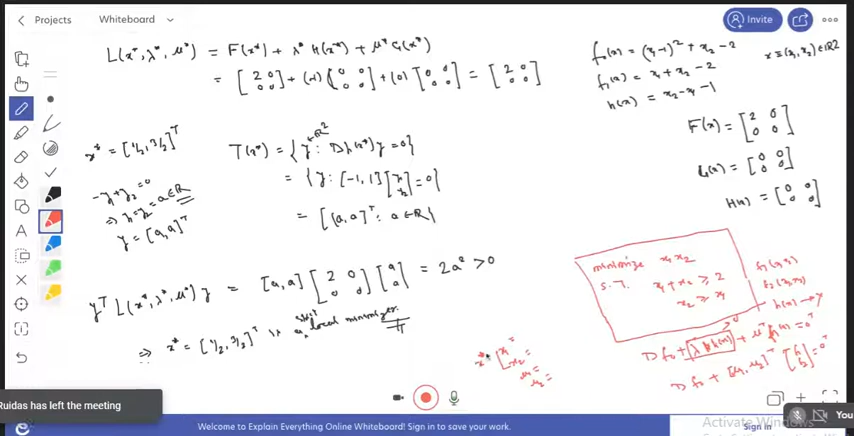 Projects
Whiteboard
Invite
L(x*, λ*, μ*) = F(x*) + λ* H(x*) + μ* G(x*)
= [2 0; 0 0] + (-1) [0 0; 0 0] + (0) [0 0; 0 0] = [2 0; 0 0]
f₀(x) = (x₁-1)² + x₂ - 2
x = (x₁, x₂) ∈ R2
f₁(x) = x₁ + x₂ - 2
h(x) = x₂ - x₁ - 1
F(x) = [2 0; 0 0]
G(x) = [0 0; 0 0]
H(x) = [0 0; 0 0]
x* = [1/2, 3/2]ᵀ
T(x*) = {y ∈ R² : Dh(x*) y = 0}
= {y : [-1, 1] [y₁; y₂] = 0}
= [(a, a)ᵀ : a ∈ R}
-y₁ + y₂ = 0
⇒ y₁ = y₂ = a ∈ R
y = [a, a]ᵀ
yᵀ L(x*, λ*, μ*) y = [a, a] [2 0; 0 0] [a; a] = 2a² > 0
⇒ x* = [1/2, 3/2]ᵀ is a strict local minimizer.
minimize x₁ x₂
s.T. x₁ + x₂ ≥ 2
x₂ ≥ x₁
Ruidas has left the meeting
Welcome to Explain Everything Online Whiteboard! Sign in to save your work.
Sign in
Activate Windows
You